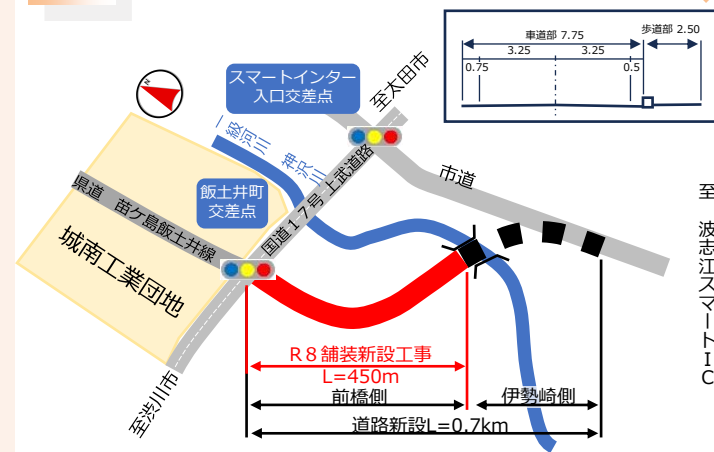 車道部 7.75
歩道部 2.50
3.25
3.25
0.75
0.5
スマートインター
入口交差点
至太田市
N
一級河川 神沢川
飯土井町
交差点
国道17号 上武道路
市道
県道 苗ケ島飯土井線
城南工業団地
至 波志江スマートIC
R8舗装新設工事
L=450m
前橋側
伊勢崎側
道路新設L=0.7km
至渋川市